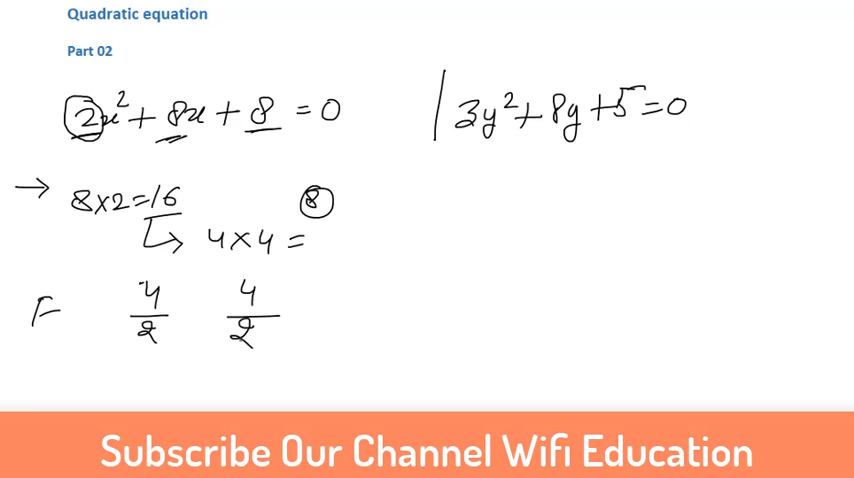 Quadratic equation
Part 02
2x² + 8x + 8 = 0 | 3y² + 8y + 5 = 0
→ 8×2=16 8
↳ 4×4 =
F 4/2 4/2
Subscribe Our Channel Wifi Education